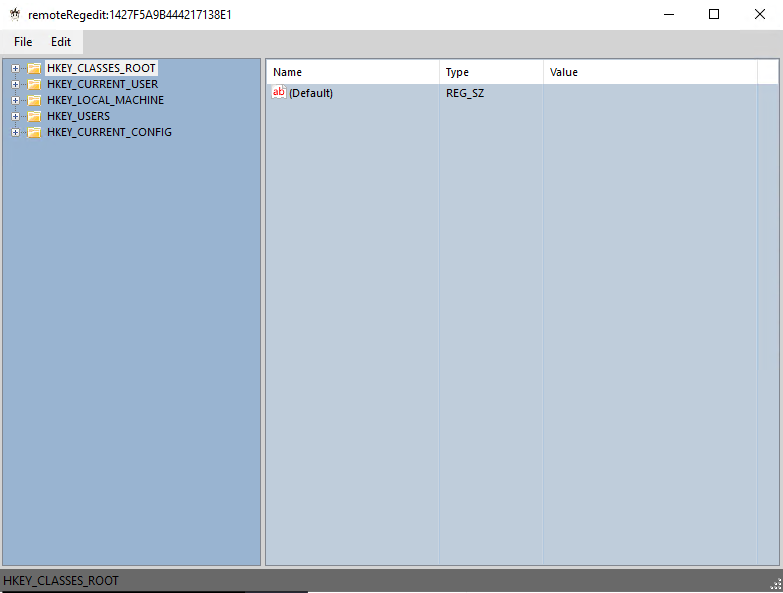 remoteRegedit:1427F5A9B444217138E1
File Edit
HKEY_CLASSES_ROOT
HKEY_CURRENT_USER
HKEY_LOCAL_MACHINE
HKEY_USERS
HKEY_CURRENT_CONFIG
Name Type Value
ab (Default) REG_SZ
HKEY_CLASSES_ROOT